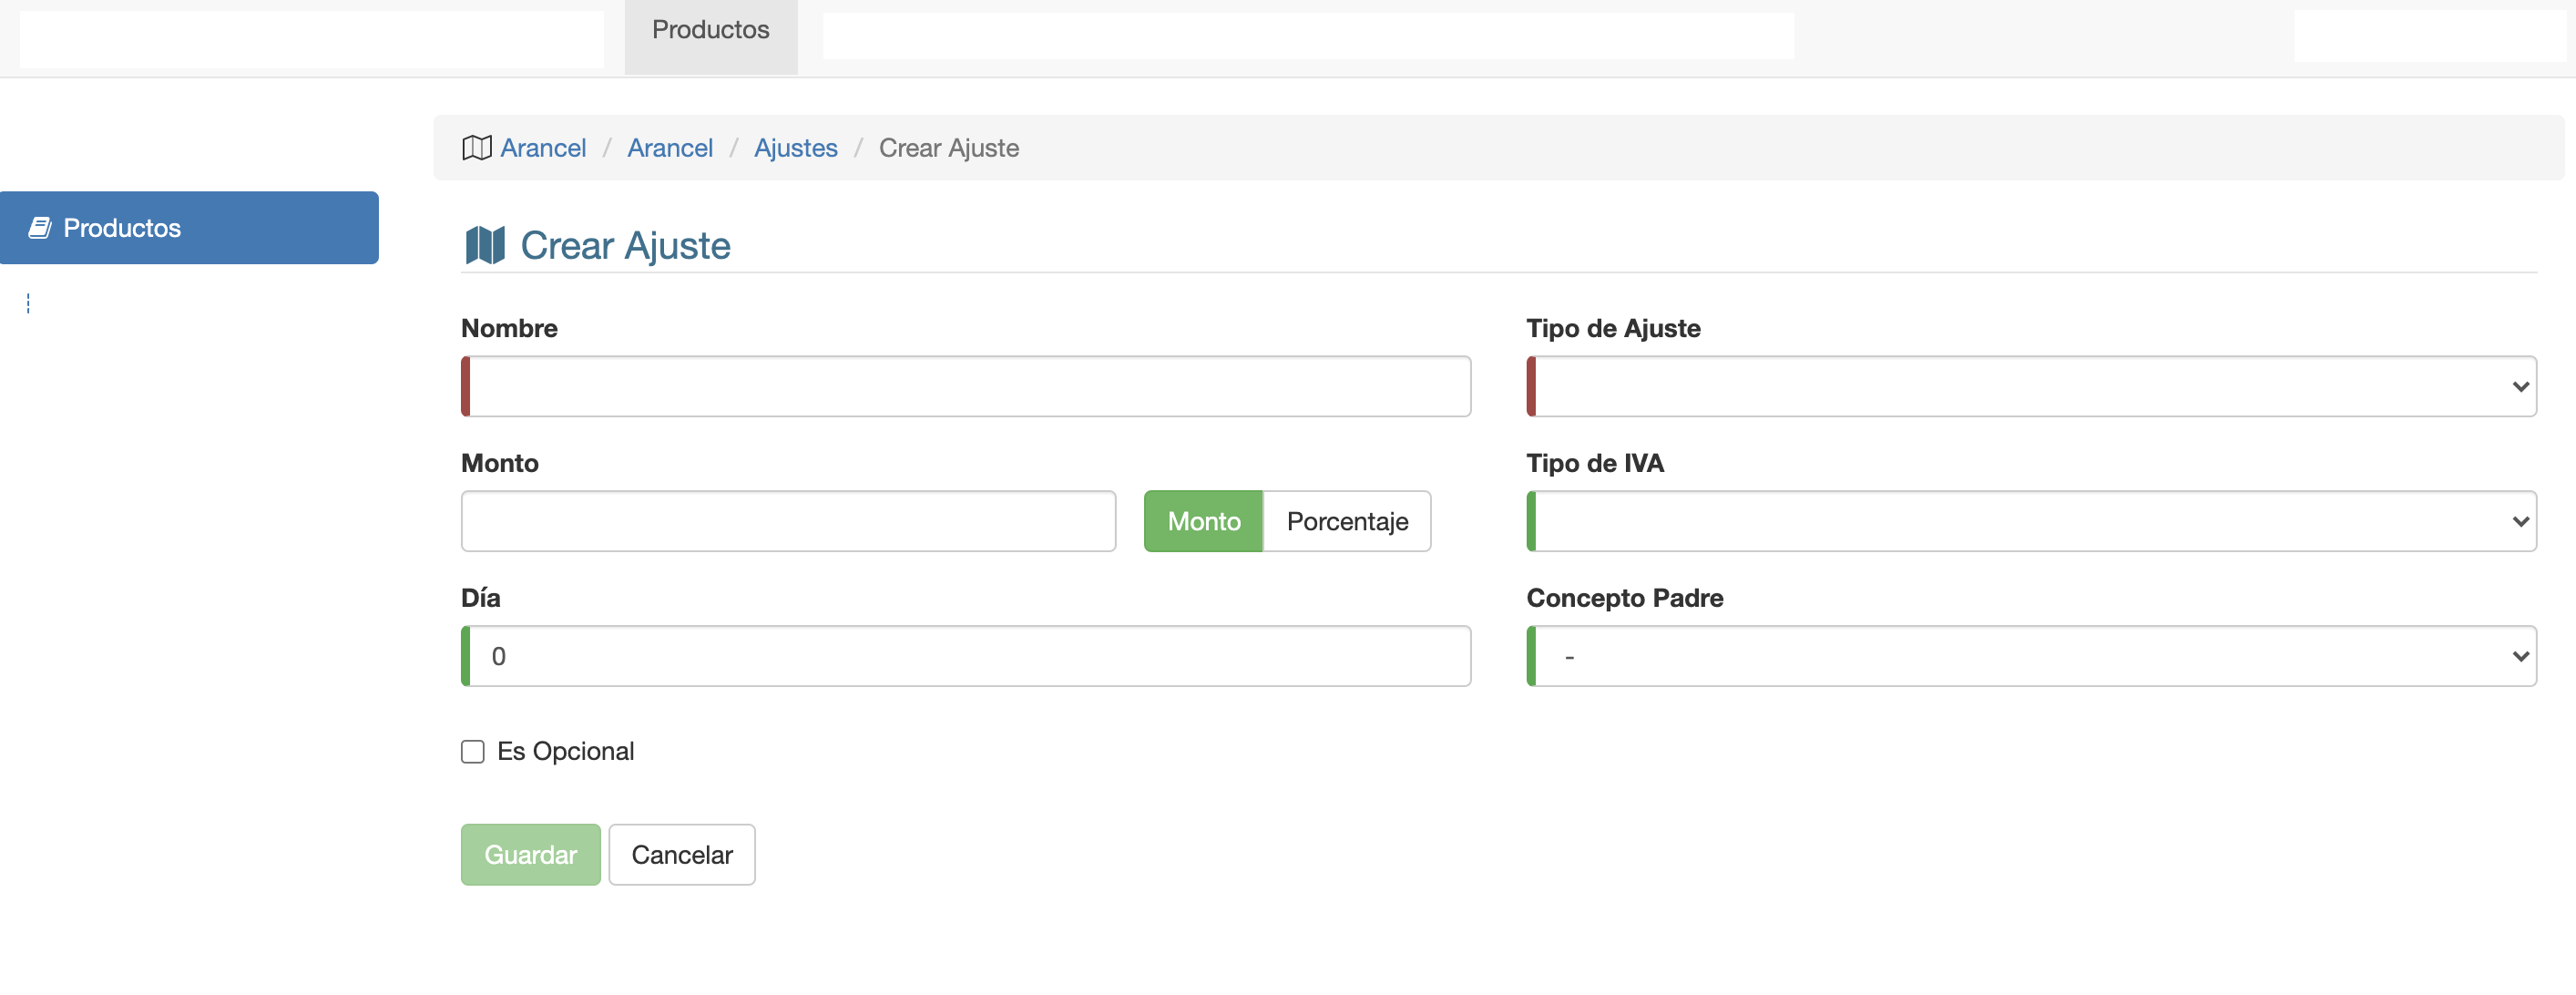 Productos
Arancel / Arancel / Ajustes / Crear Ajuste
Productos
Crear Ajuste
Nombre
Tipo de Ajuste
Monto
Tipo de IVA
Monto Porcentaje
Día
Concepto Padre
0
-
Es Opcional
Guardar Cancelar